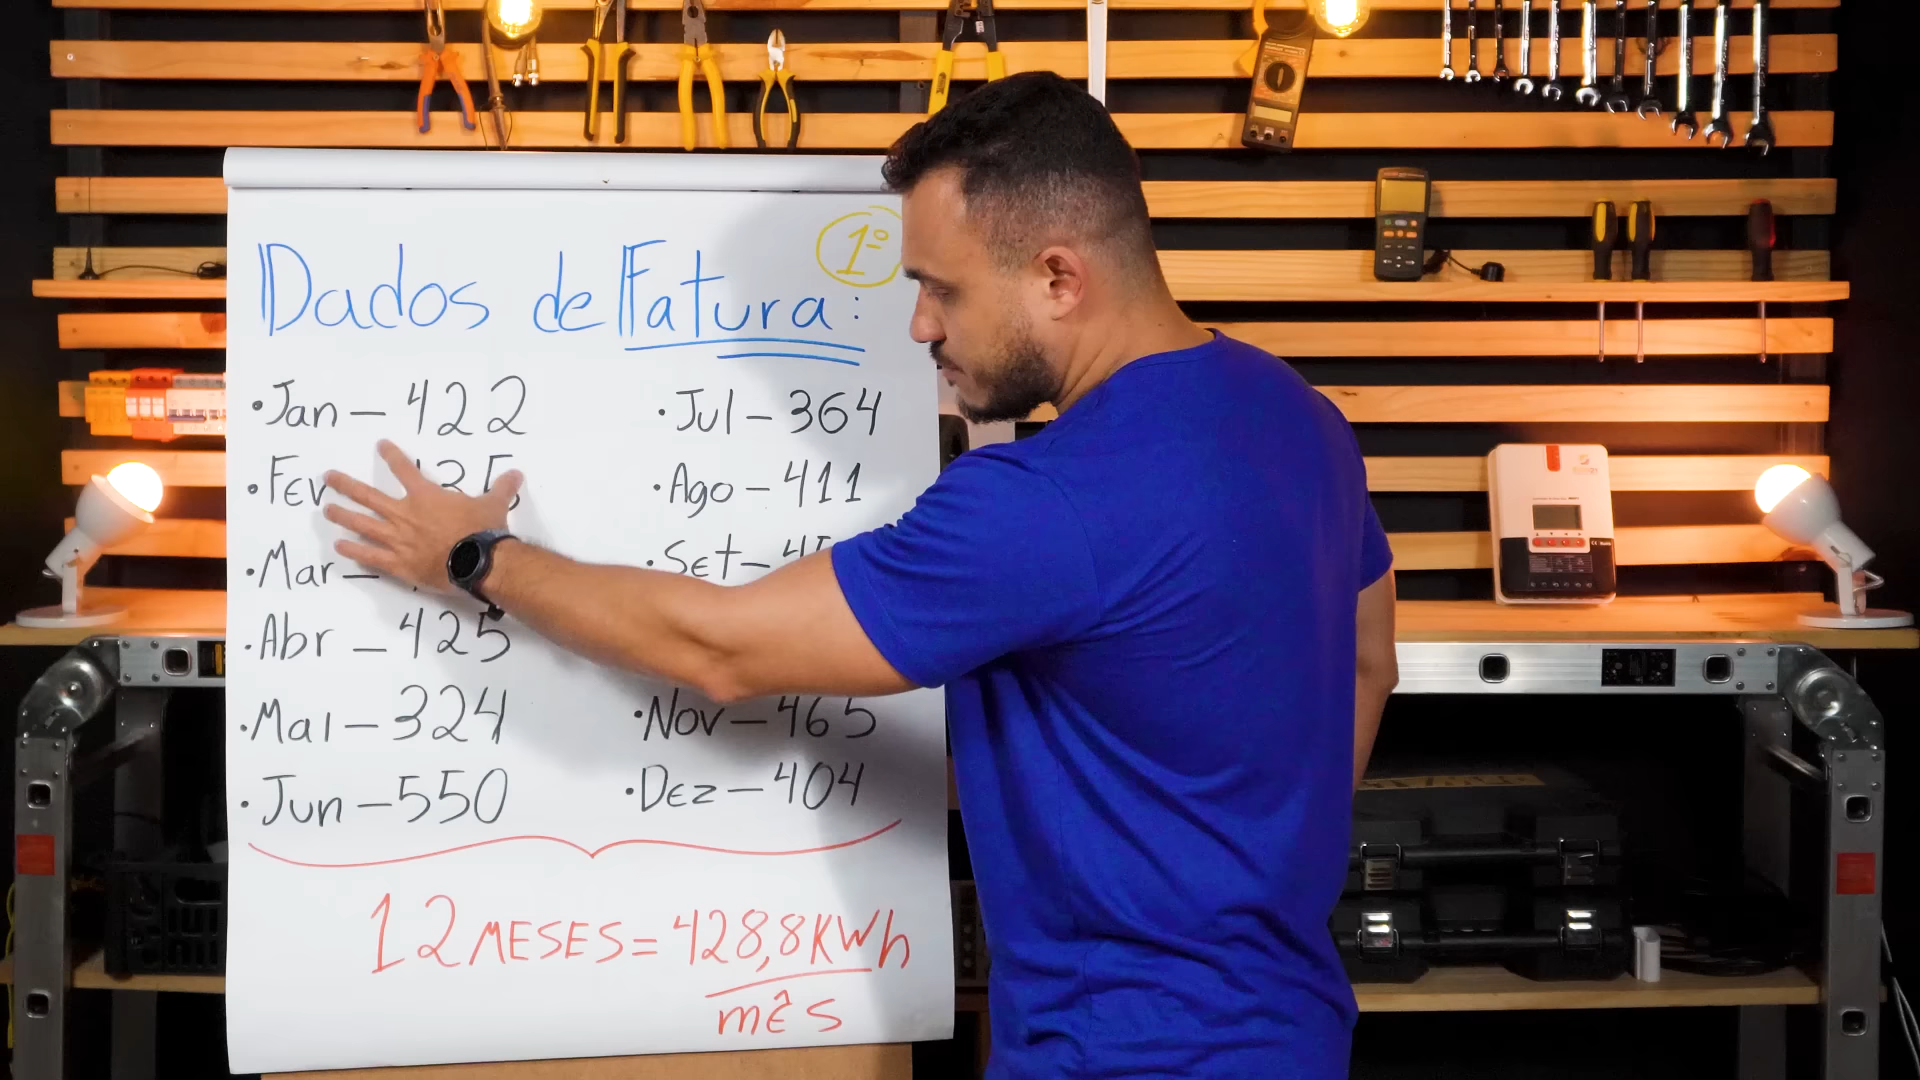 1º
Dados de Fatura:
• Jan – 422
• Fev
• Mar –
• Abr – 425
• Mai – 324
• Jun – 550
• Jul – 364
• Ago – 411
• Set –
• Nov – 465
• Dez – 404
12 MESES = 428,8 KWh
mês